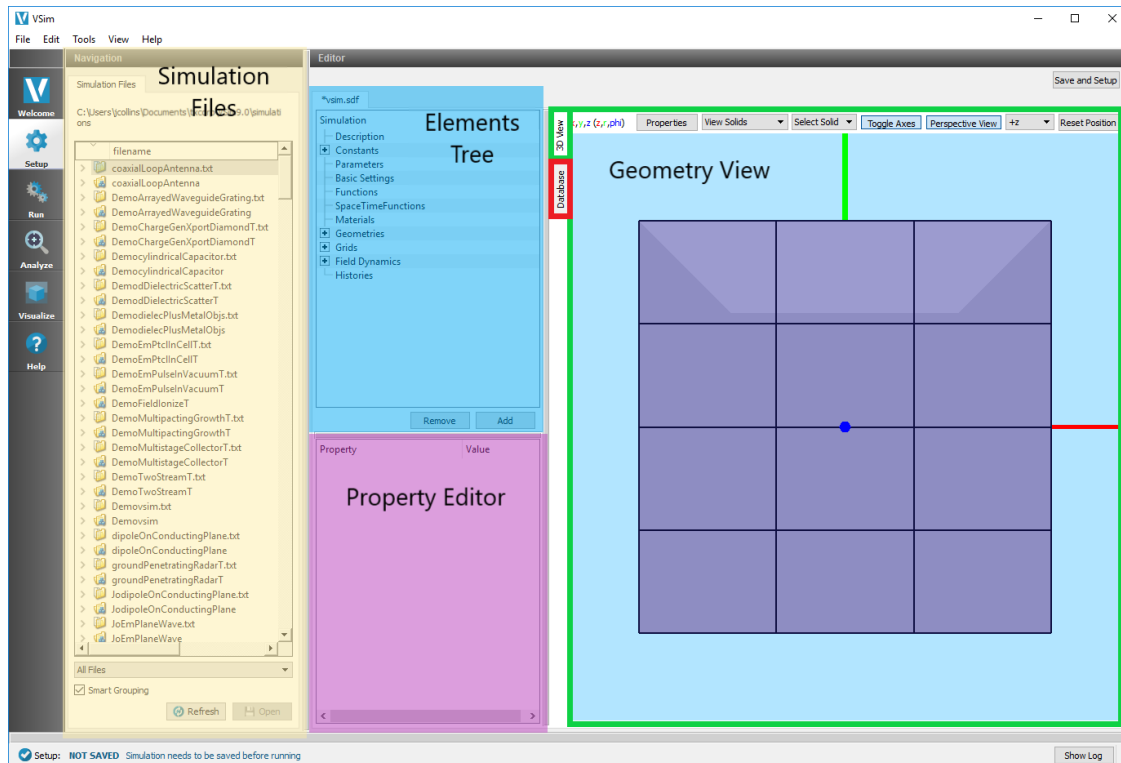 VSim
File Edit Tools View Help
Navigation
Editor
Simulation Files
Simulation
Files
Save and Setup
Welcome
Setup
Run
Analyze
Visualize
Help
ons
filename
coaxialLoopAntenna.txt
coaxialLoopAntenna
DemoArrayedWaveguideGrating.txt
DemoArrayedWaveguideGrating
DemoChargeGenXportDiamondT.txt
DemoChargeGenXportDiamondT
DemocylindricalCapacitor.txt
DemocylindricalCapacitor
DemodDielectricScatterT.txt
DemodDielectricScatterT
DemodielecPlusMetalObjs.txt
DemodielecPlusMetalObjs
DemoEmPtclInCellT.txt
DemoEmPtclInCellT
DemoEmPulseInVacuumT.txt
DemoEmPulseInVacuumT
DemoFieldIonizeT
DemoMultipactingGrowthT.txt
DemoMultipactingGrowthT
DemoMultistageCollectorT.txt
DemoMultistageCollectorT
DemoTwoStreamT.txt
DemoTwoStreamT
Demovsim.txt
Demovsim
dipoleOnConductingPlane.txt
dipoleOnConductingPlane
groundPenetratingRadarT.txt
groundPenetratingRadarT
JodipoleOnConductingPlane.txt
JodipoleOnConductingPlane
JoEmPlaneWave.txt
JoEmPlaneWave
All Files
Smart Grouping
Refresh Open
*vsim.sdf
Simulation
Elements
Tree
Description
Constants
Parameters
Basic Settings
Functions
SpaceTimeFunctions
Materials
Geometries
Grids
Field Dynamics
Histories
Remove Add
Property Value
Property Editor
3D View
Database
,y,z (z,r,phi) Properties View Solids Select Solid Toggle Axes Perspective View +z Reset Position
Geometry View
Setup: NOT SAVED Simulation needs to be saved before running
Show Log